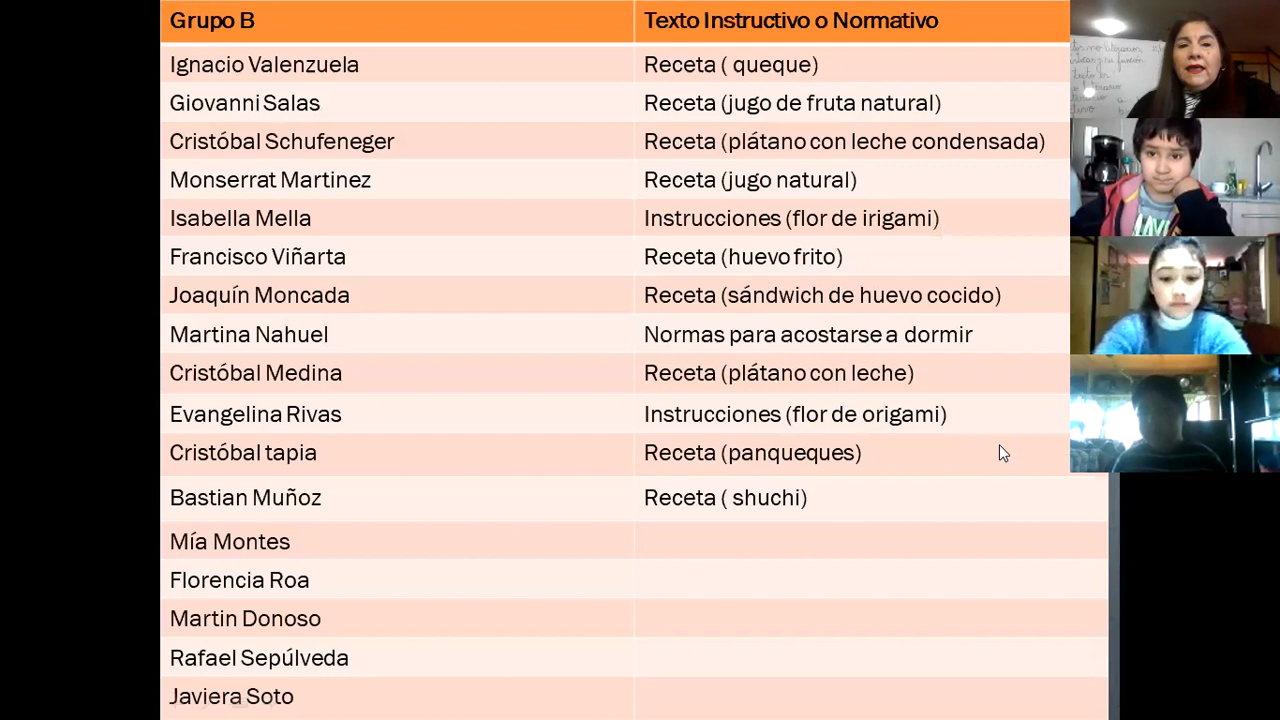 Grupo B Texto Instructivo o Normativo
Ignacio Valenzuela Receta ( queque)
Giovanni Salas Receta (jugo de fruta natural)
Cristóbal Schufeneger Receta (plátano con leche condensada)
Monserrat Martinez Receta (jugo natural)
Isabella Mella Instrucciones (flor de irigami)
Francisco Viñarta Receta (huevo frito)
Joaquín Moncada Receta (sándwich de huevo cocido)
Martina Nahuel Normas para acostarse a dormir
Cristóbal Medina Receta (plátano con leche)
Evangelina Rivas Instrucciones (flor de origami)
Cristóbal tapia Receta (panqueques)
Bastian Muñoz Receta ( shuchi)
Mía Montes
Florencia Roa
Martin Donoso
Rafael Sepúlveda
Javiera Soto